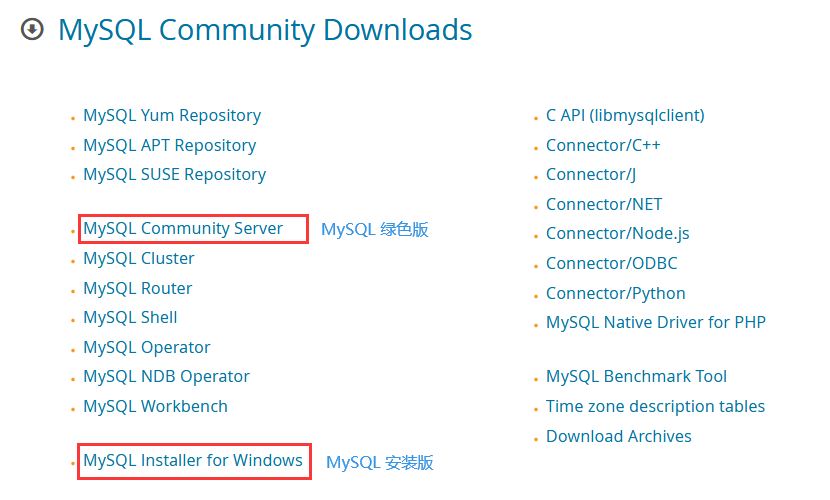 MySQL Community Downloads
MySQL Yum Repository
MySQL APT Repository
MySQL SUSE Repository
MySQL Community Server MySQL 绿色版
MySQL Cluster
MySQL Router
MySQL Shell
MySQL Operator
MySQL NDB Operator
MySQL Workbench
MySQL Installer for Windows MySQL 安装版
C API (libmysqlclient)
Connector/C++
Connector/J
Connector/NET
Connector/Node.js
Connector/ODBC
Connector/Python
MySQL Native Driver for PHP
MySQL Benchmark Tool
Time zone description tables
Download Archives